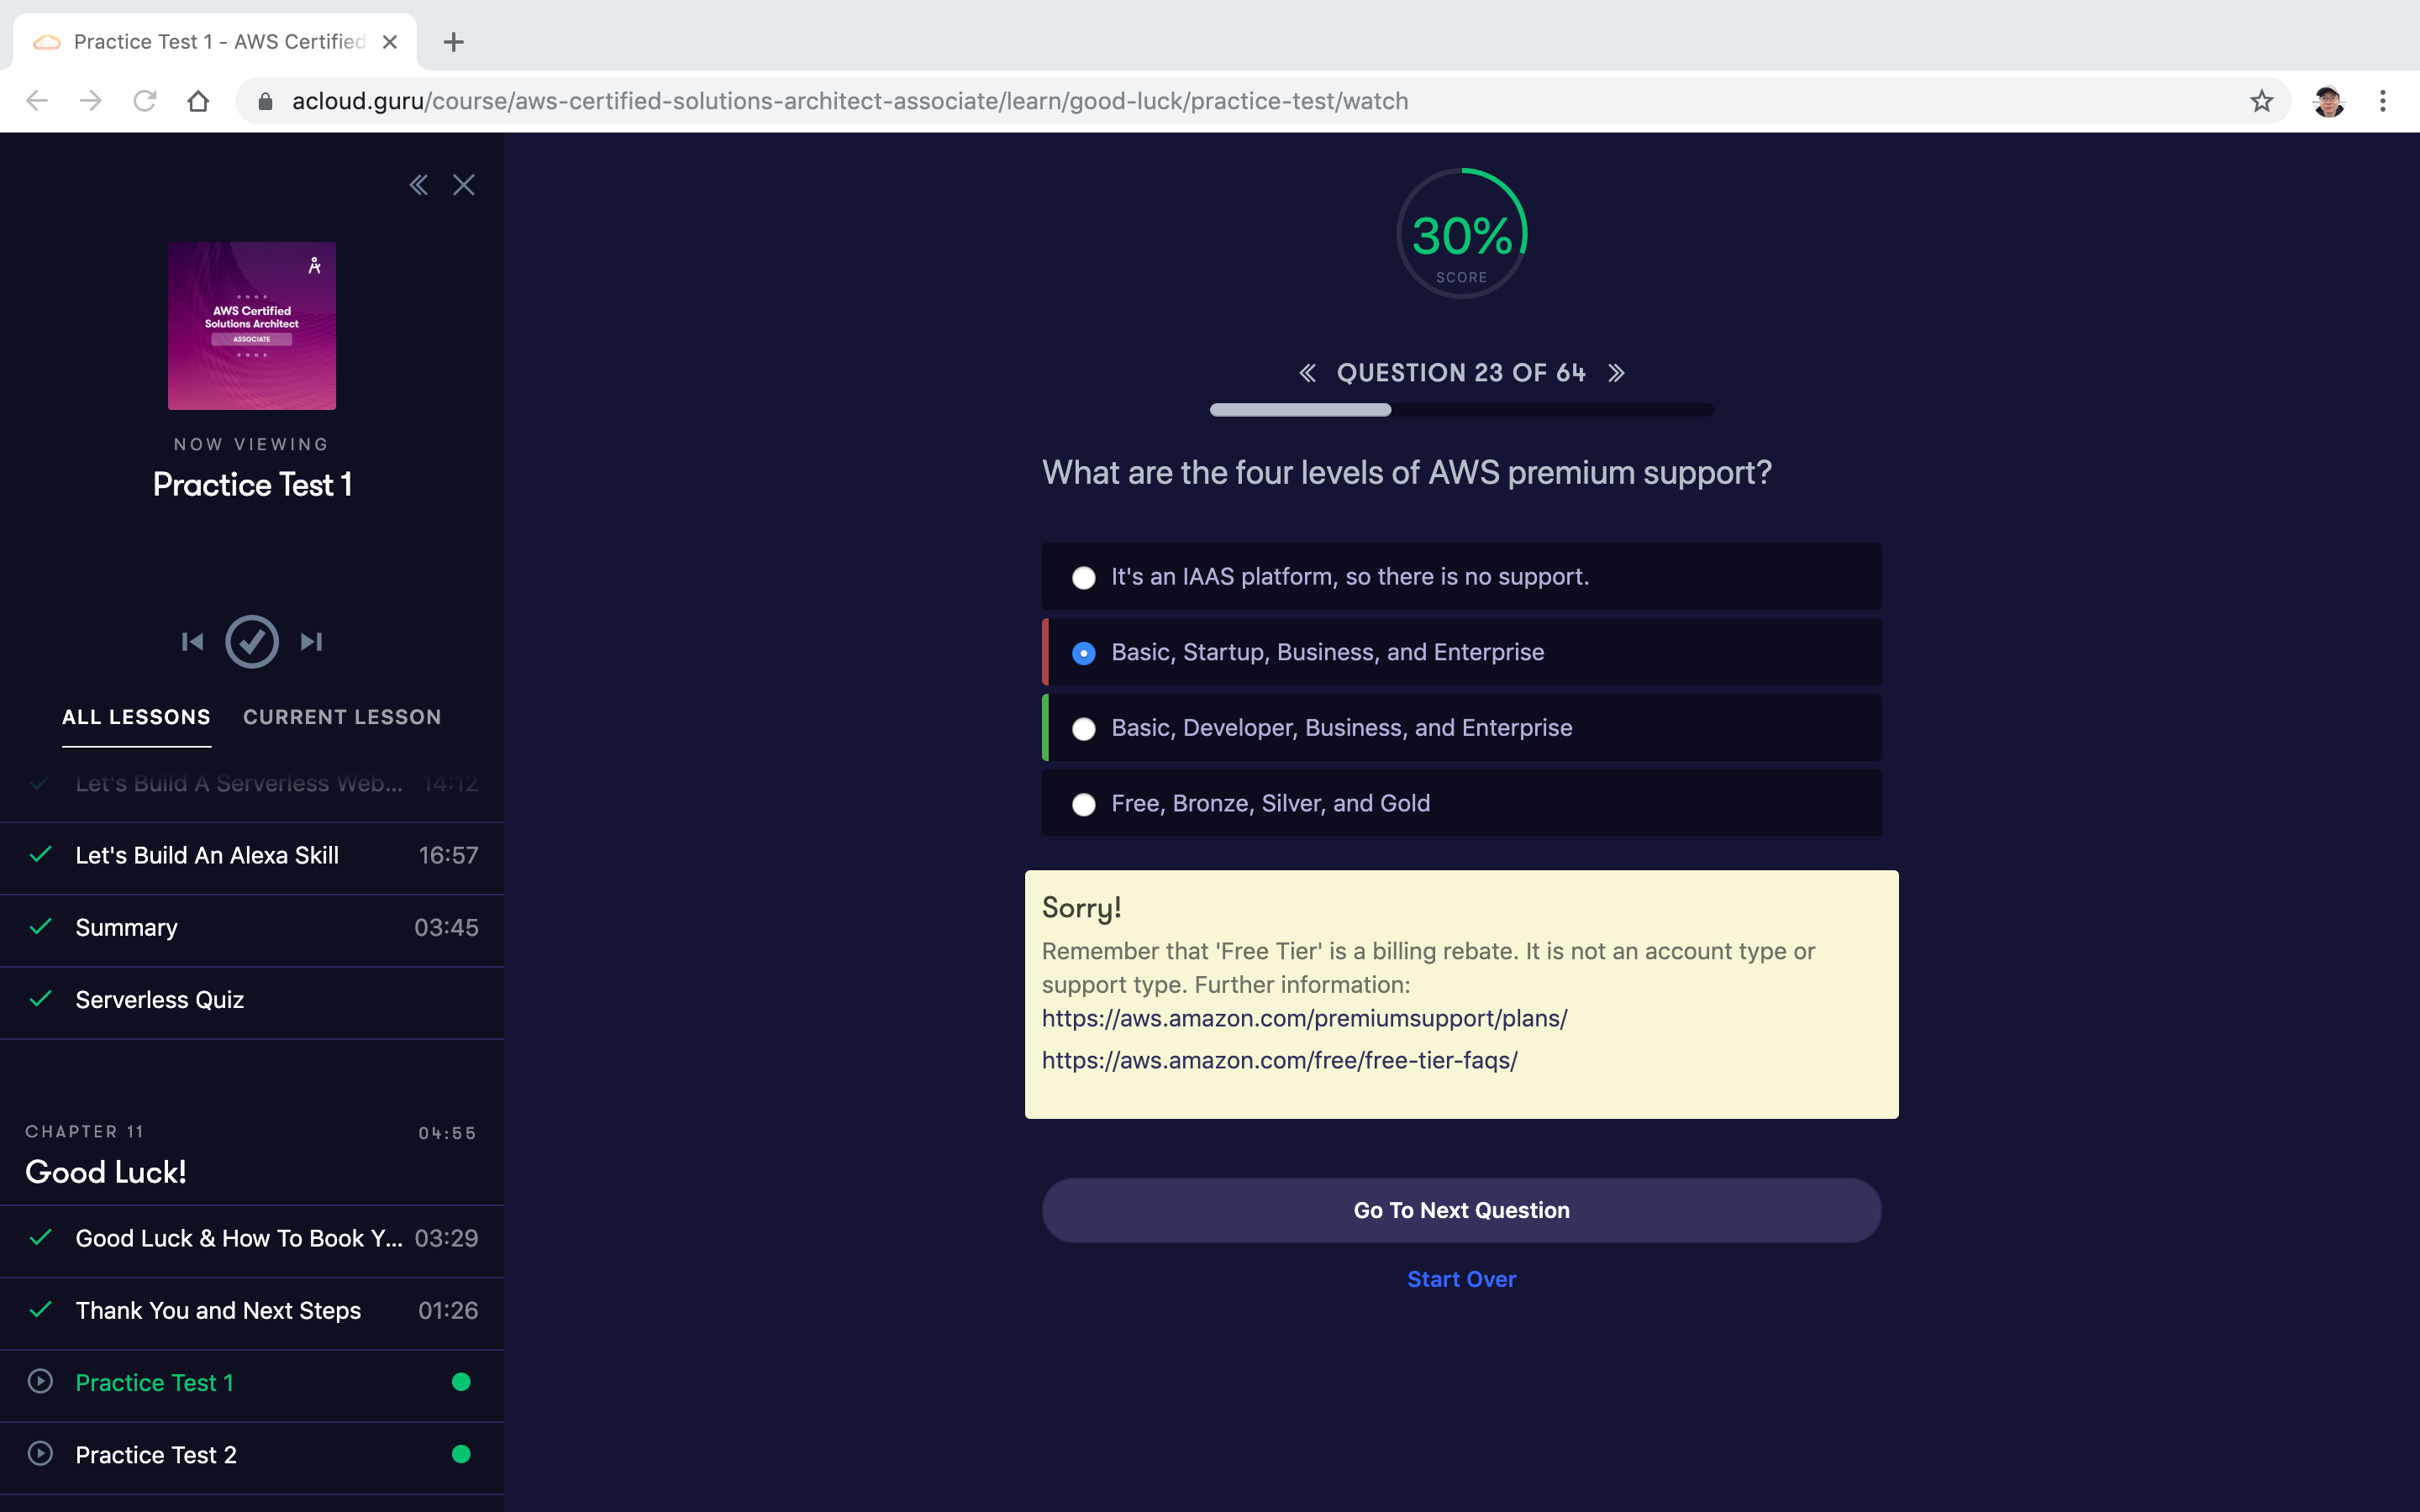 Practice Test 1 - AWS Certified
acloud.guru/course/aws-certified-solutions-architect-associate/learn/good-luck/practice-test/watch
AWS Certified
Solutions Architect
ASSOCIATE
NOW VIEWING
Practice Test 1
ALL LESSONS
CURRENT LESSON
Let's Build A Serverless Web... 14:12
Let's Build An Alexa Skill 16:57
Summary 03:45
Serverless Quiz
CHAPTER 11 04:55
Good Luck!
Good Luck & How To Book Y... 03:29
Thank You and Next Steps 01:26
Practice Test 1
Practice Test 2
30%
SCORE
QUESTION 23 OF 64
What are the four levels of AWS premium support?
It's an IAAS platform, so there is no support.
Basic, Startup, Business, and Enterprise
Basic, Developer, Business, and Enterprise
Free, Bronze, Silver, and Gold
Sorry!
Remember that 'Free Tier' is a billing rebate. It is not an account type or
support type. Further information:
https://aws.amazon.com/premiumsupport/plans/
https://aws.amazon.com/free/free-tier-faqs/
Go To Next Question
Start Over